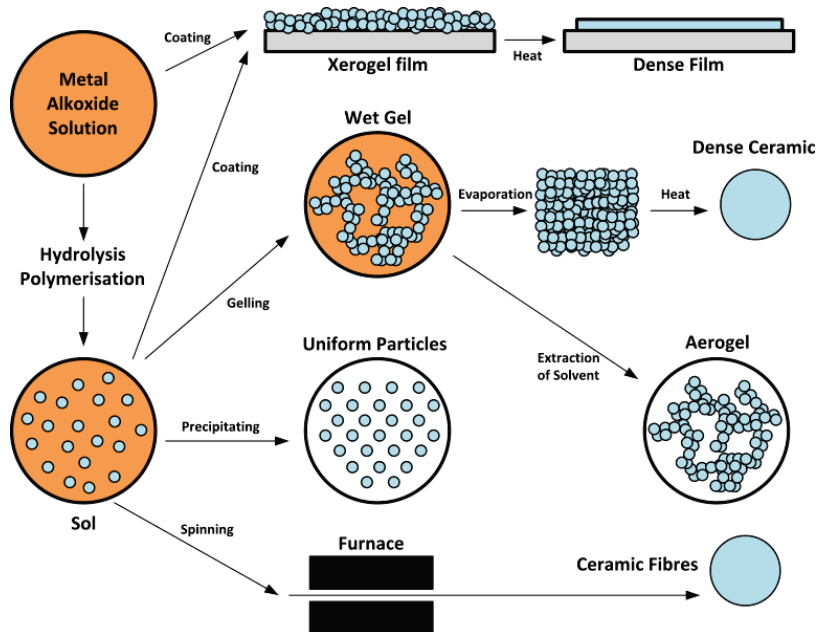 Coating
Xerogel film
Heat
Dense Film
Metal
Alkoxide
Solution
Wet Gel
Coating
Dense Ceramic
Evaporation
Heat
Hydrolysis
Polymerisation
Gelling
Uniform Particles
Extraction
of Solvent
Aerogel
Precipitating
Sol
Spinning
Furnace
Ceramic Fibres